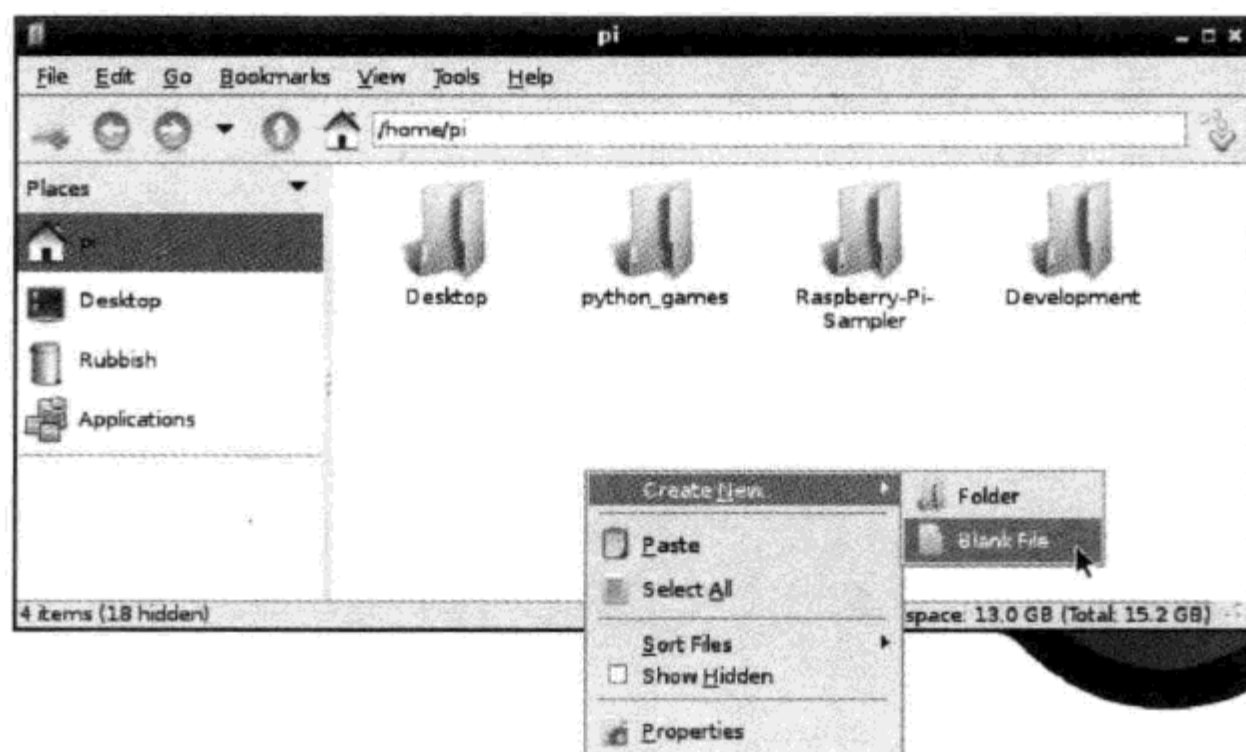 pi
File Edit Go Bookmarks View Tools Help
/home/pi
Places
pi
Desktop
Rubbish
Applications
Desktop
python_games
Raspberry-Pi-
Sampler
Development
Create New
Folder
Blank File
Paste
Select All
Sort Files
Show Hidden
Properties
4 items (18 hidden)
space: 13.0 GB (Total: 15.2 GB)